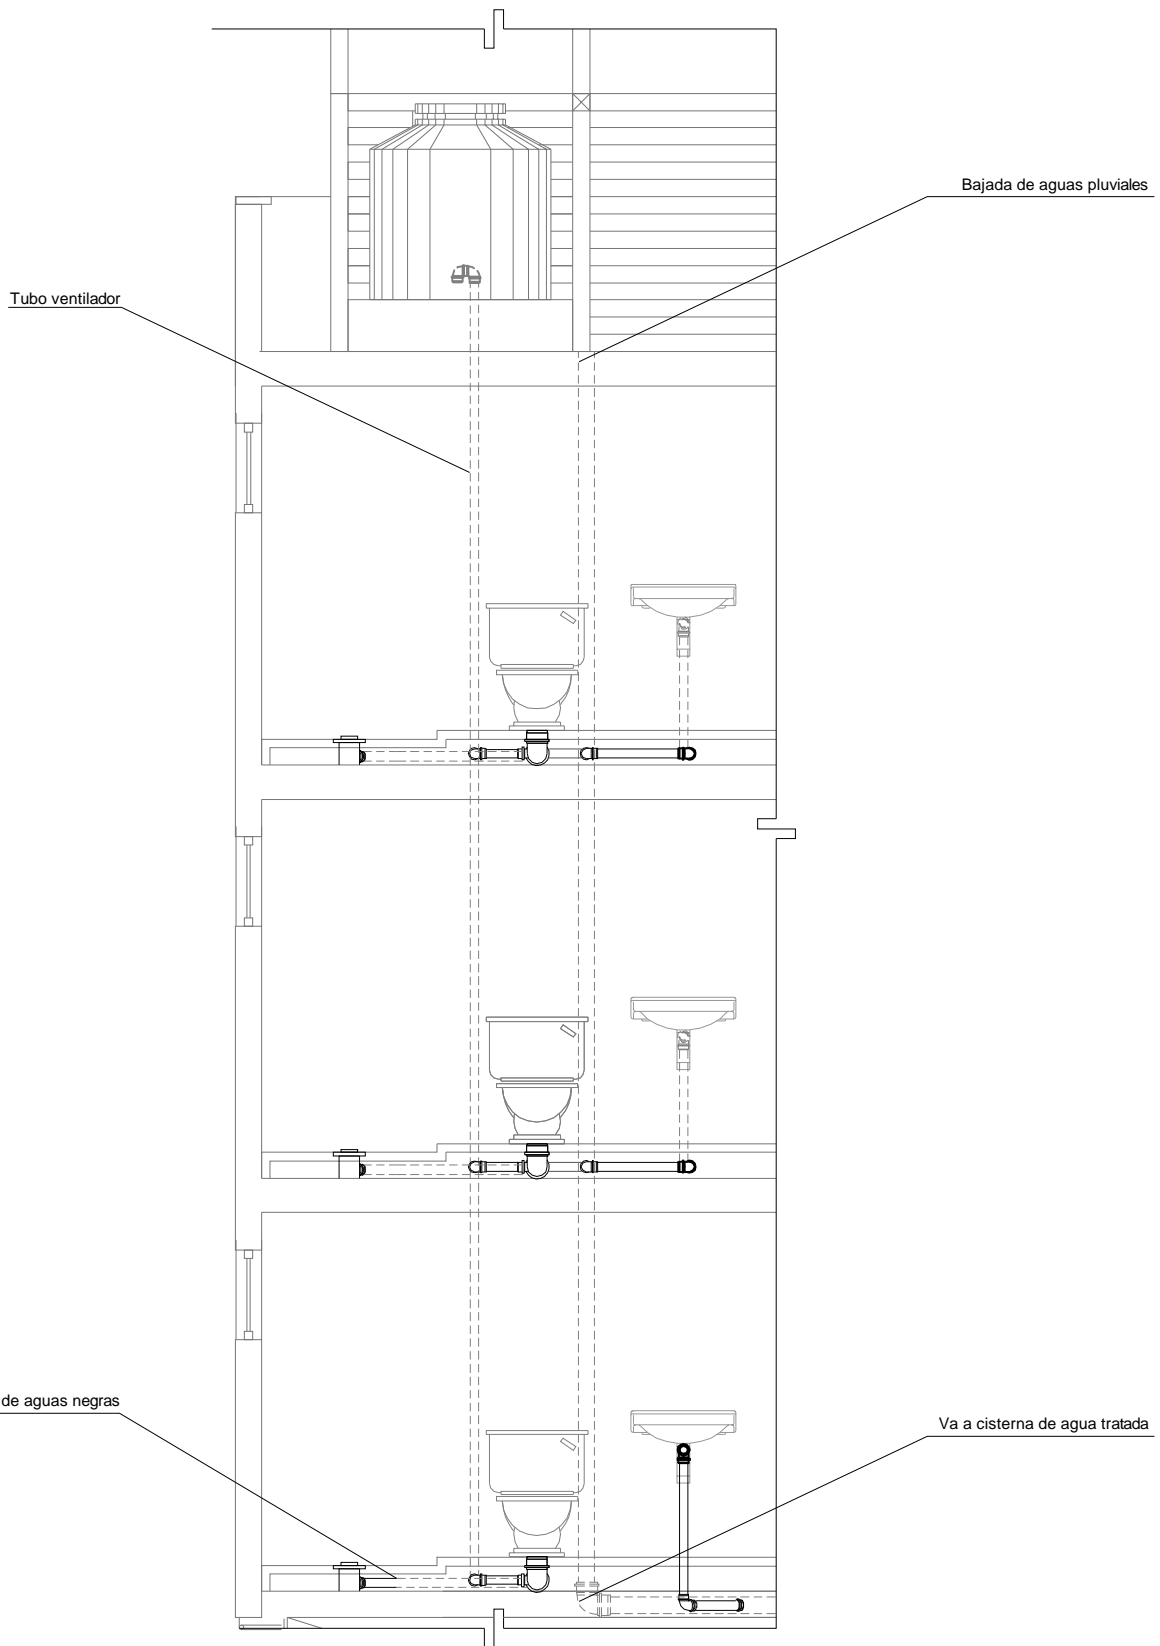 Bajada de aguas pluviales
Tubo ventilador
de aguas negras
Va a cisterna de agua tratada